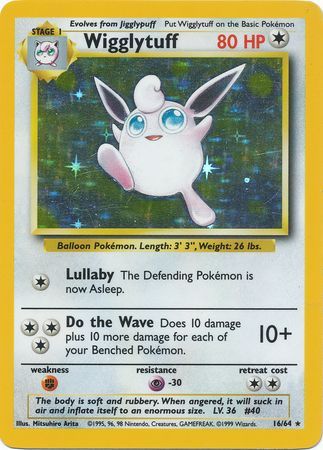 Evolves from Jigglypuff Put Wigglytuff on the Basic Pokémon
STAGE 1
Wigglytuff 80 HP
Balloon Pokémon. Length: 3' 3", Weight: 26 lbs.
Lullaby The Defending Pokémon is
now Asleep.
Do the Wave Does 10 damage
plus 10 more damage for each of
your Benched Pokémon.
10+
weakness resistance retreat cost
-30
The body is soft and rubbery. When angered, it will suck in
air and inflate itself to an enormous size. LV. 36 #40
Illus. Mitsuhiro Arita ©1995, 96, 98 Nintendo, Creatures, GAMEFREAK. ©1999 Wizards. 16/64 ★